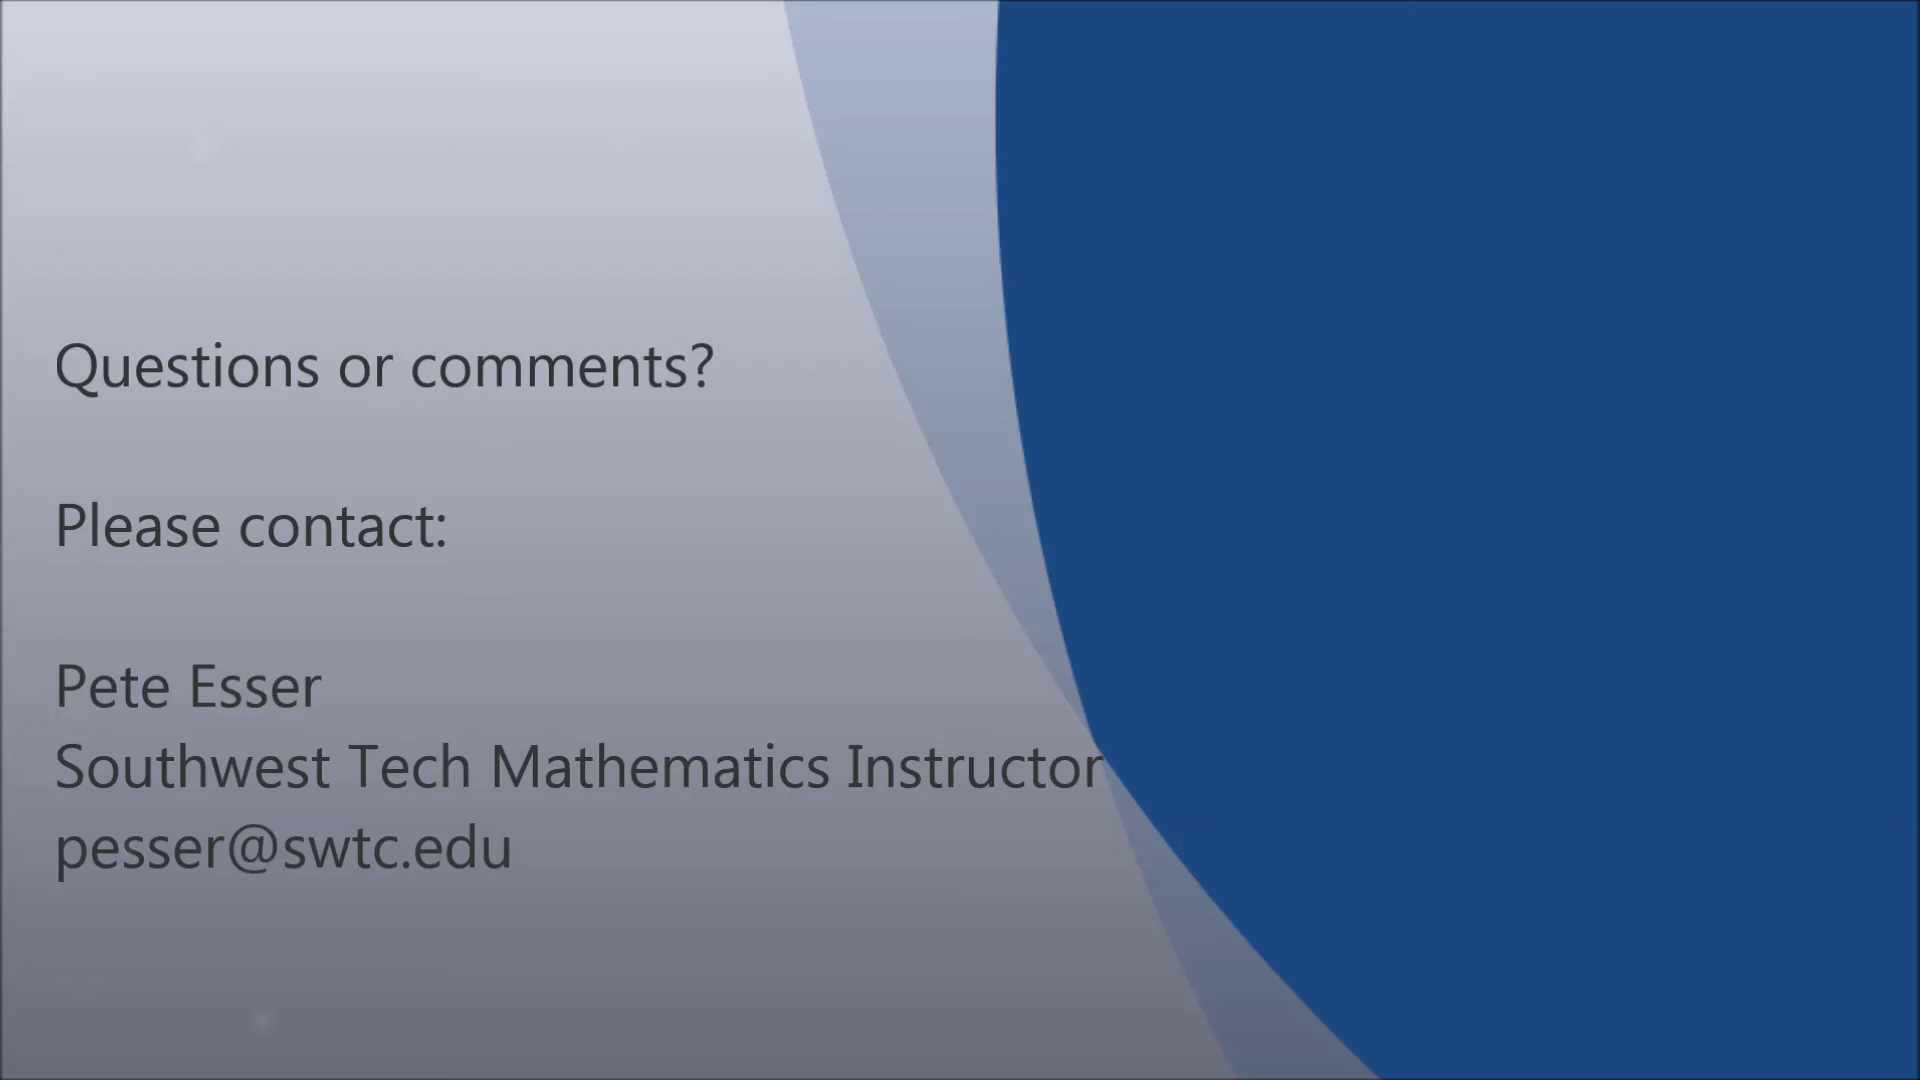 Questions or comments?
Please contact:
Pete Esser
Southwest Tech Mathematics Instructor
pesser@swtc.edu